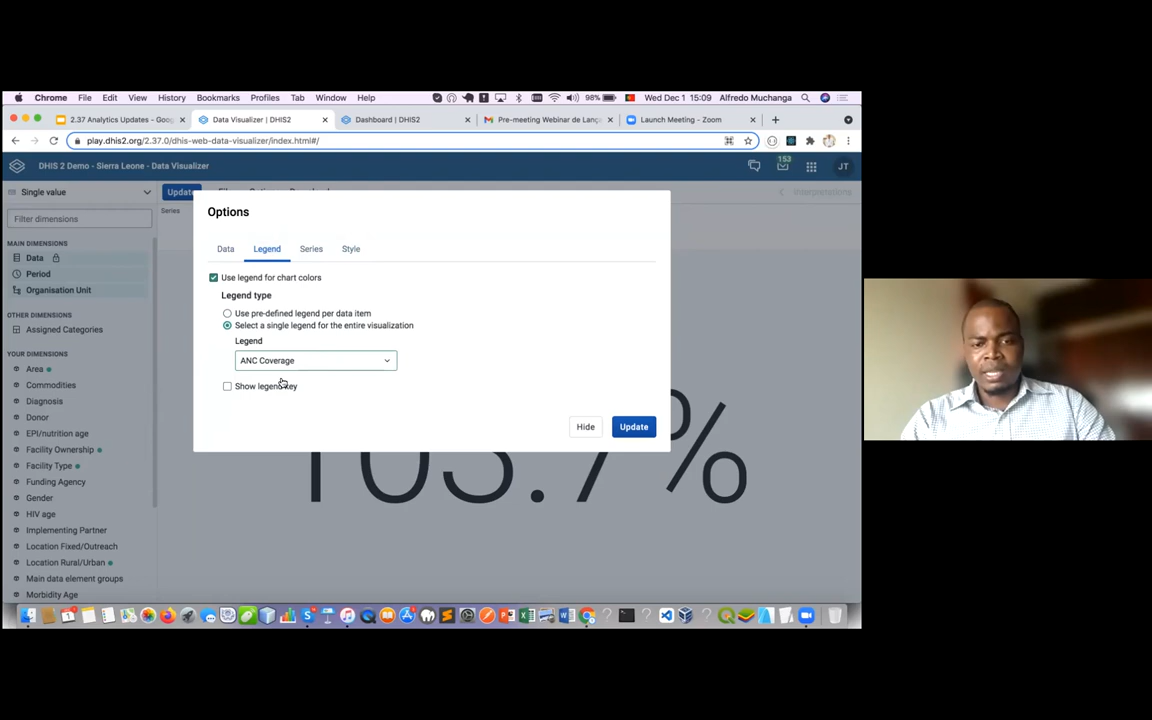 Chrome File Edit View History Bookmarks Profiles Tab Window Help 98% Wed Dec 1 15:09 Alfredo Muchanga
2.37 Analytics Updates - Goog Data Visualizer | DHIS2 Dashboard | DHIS2 Pre-meeting Webinar de Lança Launch Meeting - Zoom
play.dhis2.org/2.37.0/dhis-web-data-visualizer/index.html#/
DHIS 2 Demo - Sierra Leone - Data Visualizer 153 JT
Single value Update Interpretations
Filter dimensions Series
MAIN DIMENSIONS
Data
Period
Organisation Unit
OTHER DIMENSIONS
Assigned Categories
YOUR DIMENSIONS
Area
Commodities
Diagnosis
Donor
EPI/nutrition age
Facility Ownership
Facility Type
Funding Agency
Gender
HIV age
Implementing Partner
Location Fixed/Outreach
Location Rural/Urban
Main data element groups
Morbidity Age
Options
Data Legend Series Style
Use legend for chart colors
Legend type
Use pre-defined legend per data item
Select a single legend for the entire visualization
Legend
ANC Coverage
Show legend key
Hide Update
103.7%